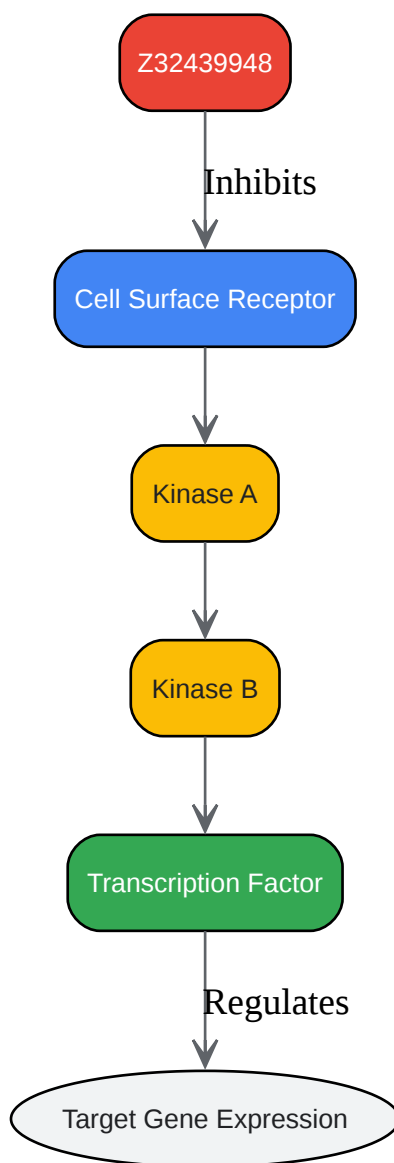 Z32439948
Inhibits
Cell Surface Receptor
Kinase A
Kinase B
Transcription Factor
Regulates
Target Gene Expression